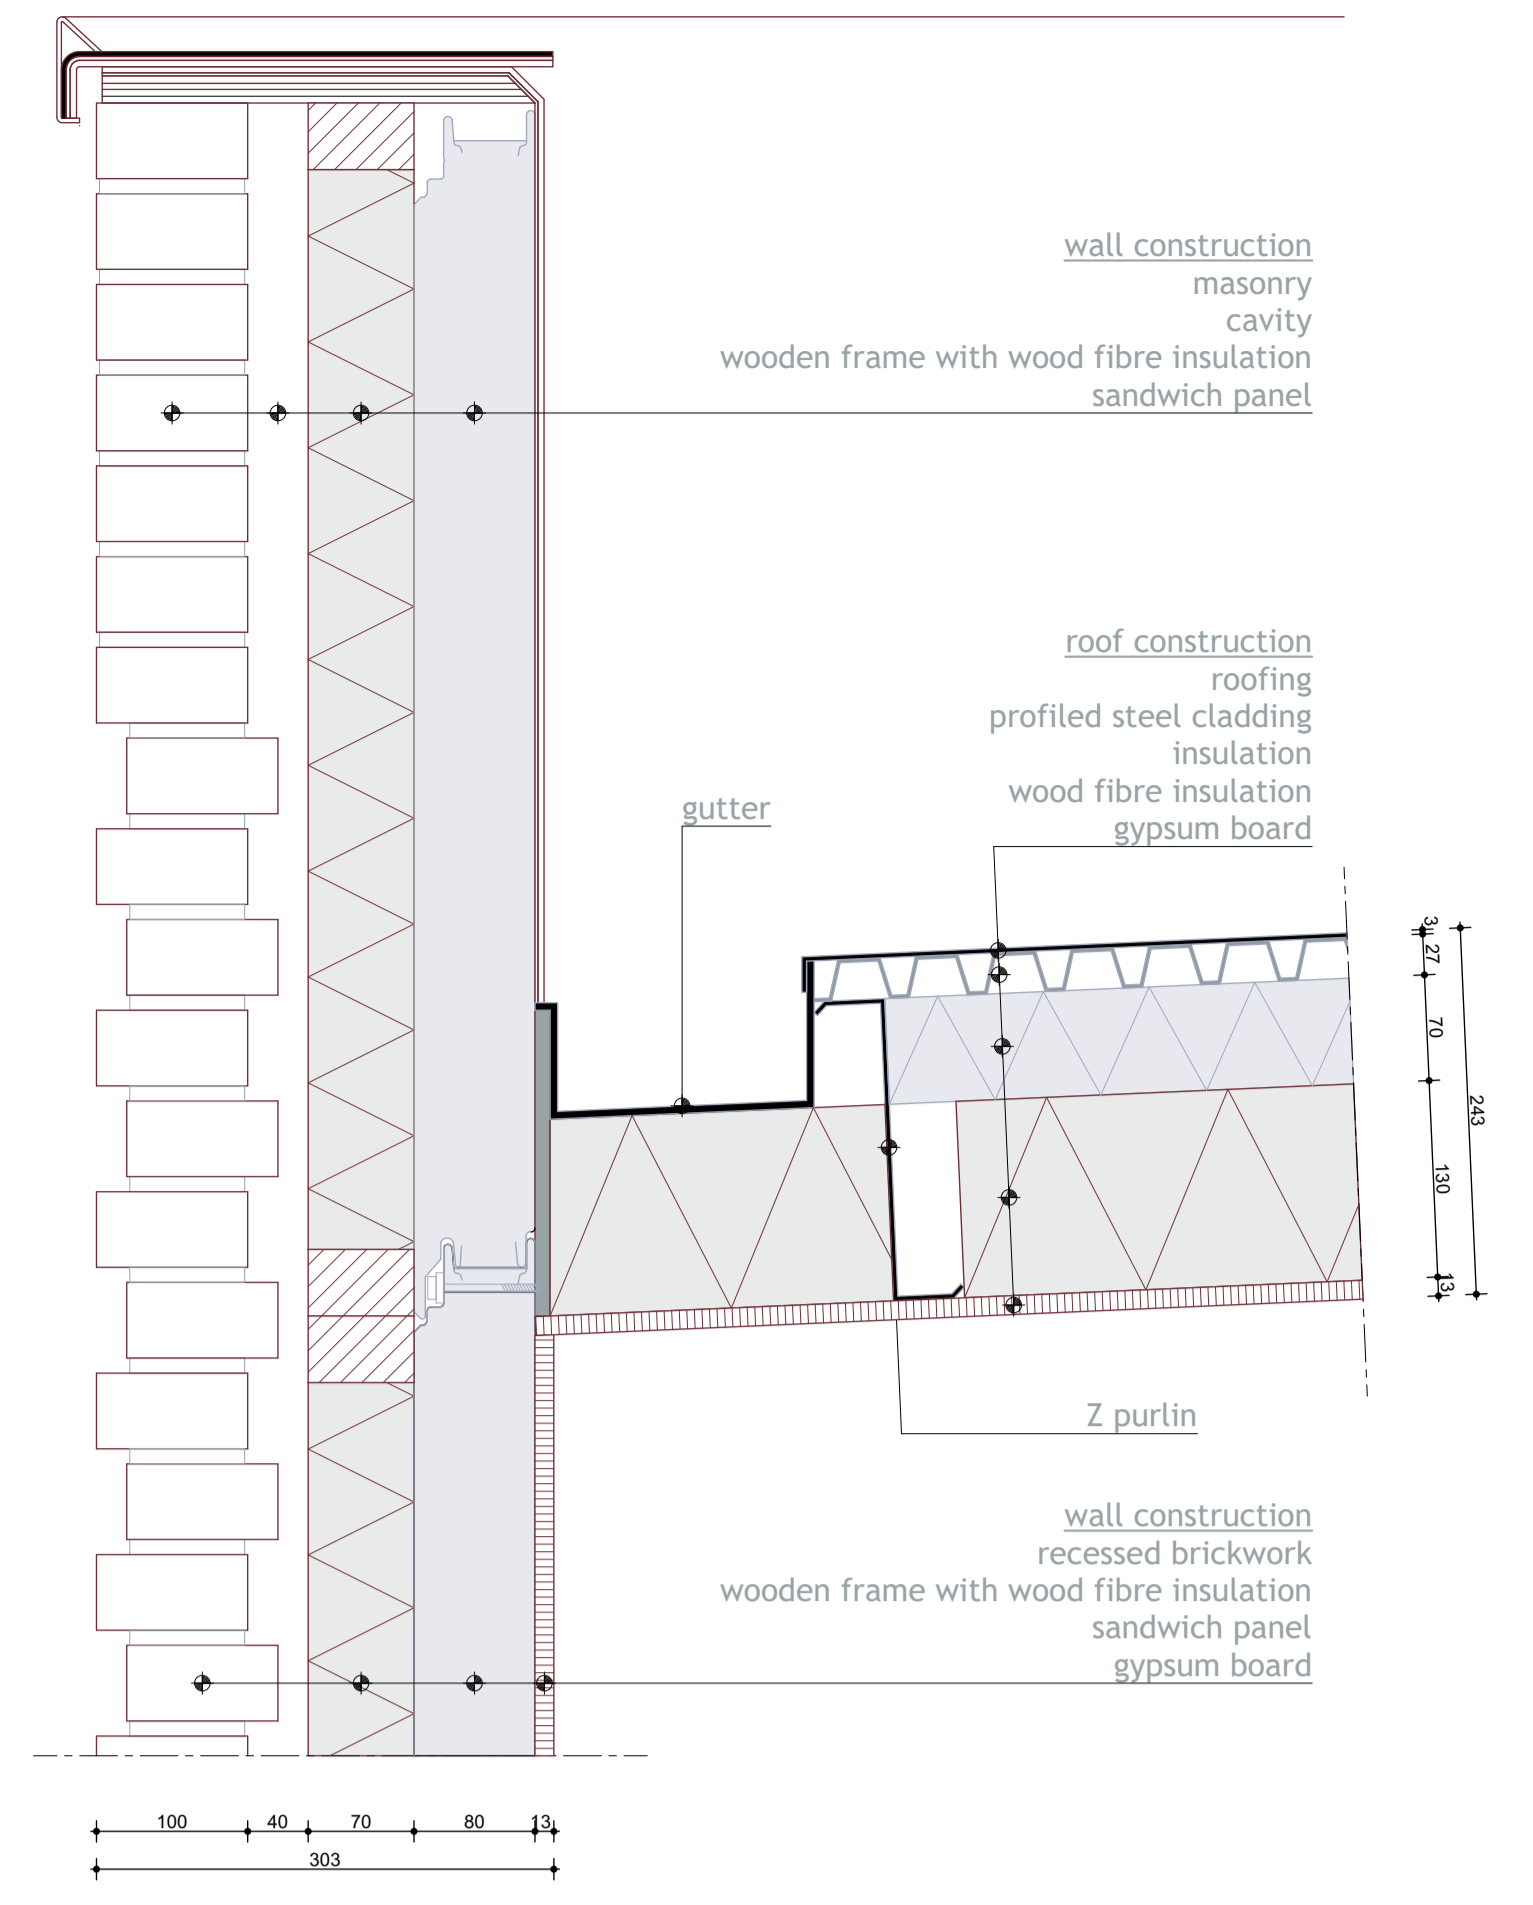 wall construction
masonry
cavity
wooden frame with wood fibre insulation
sandwich panel
roof construction
roofing
profiled steel cladding
insulation
wood fibre insulation
gypsum board
gutter
3
27
70
130
13
243
Z purlin
wall construction
recessed brickwork
wooden frame with wood fibre insulation
sandwich panel
gypsum board
100 40 70 80 13
303